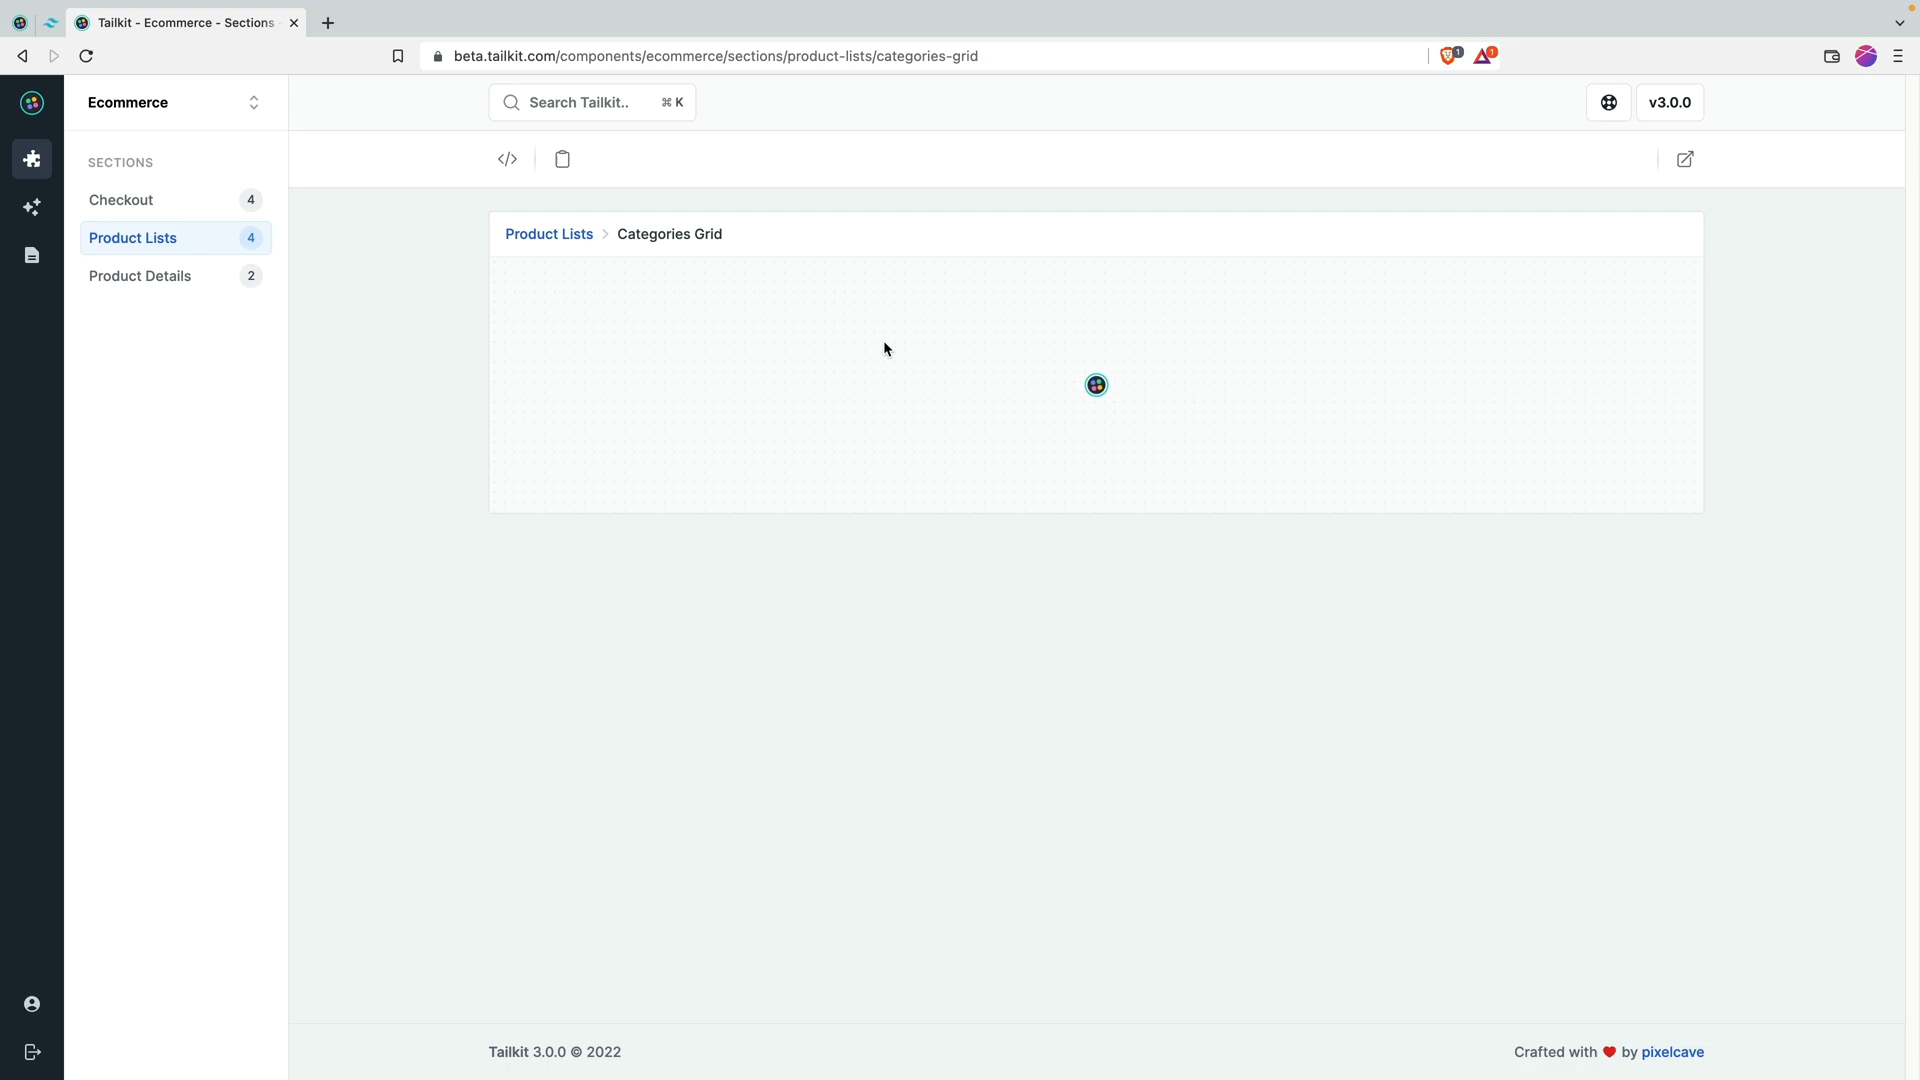 Tailkit - Ecommerce - Sections
beta.tailkit.com/components/ecommerce/sections/product-lists/categories-grid
1
1
Ecommerce
Search Tailkit..
⌘ K
v3.0.0
SECTIONS
Checkout
4
Product Lists
4
Product Details
2
Product Lists
Categories Grid
Tailkit 3.0.0 © 2022
Crafted with ❤ by pixelcave